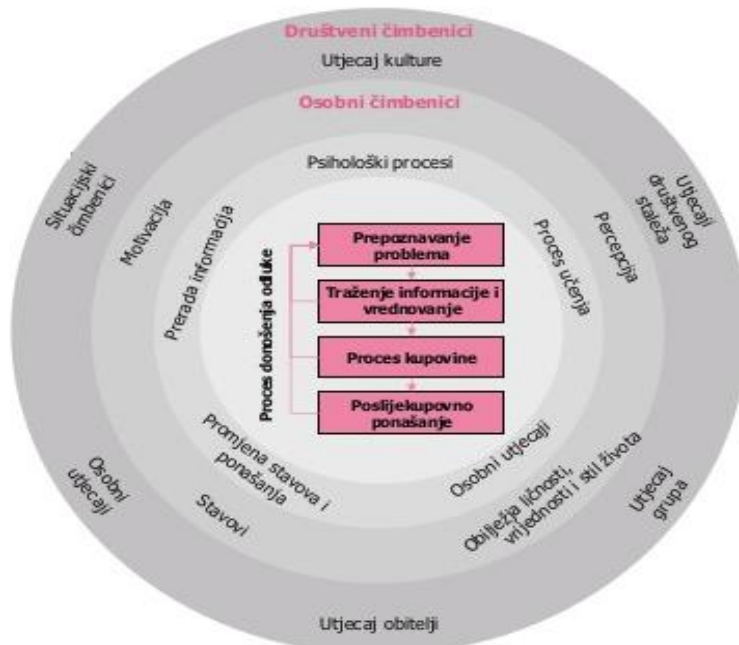 Društveni čimbenici
Utjecaj kulture
Osobni čimbenici
Psihološki procesi
Situacijski
čimbenici
Motivacija
Prerada informacija
Proces učenja
Percepcija
Utjecaji
društvenog
staleža
Proces donošenja odluke
Prepoznavanje
problema
Traženje informacije i
vrednovanje
Proces kupovine
Poslijekupovno
ponašanje
Osobni
utjecaji
Stavovi
Promjena stavova i
ponašanja
Osobni utjecaji
Obilježja ličnosti,
vrijednosti i stil života
Utjecaj
grupa
Utjecaj obitelji